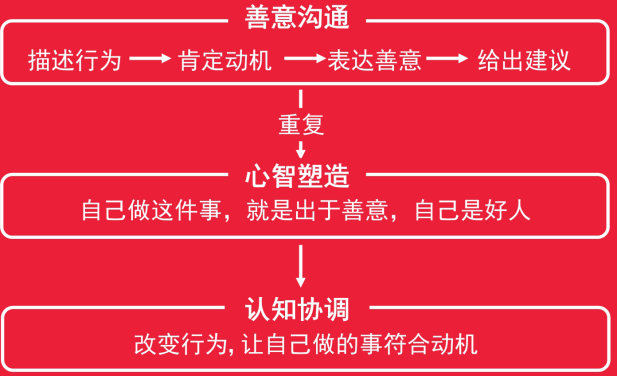 善意沟通
描述行为 肯定动机 表达善意 给出建议
重复
心智塑造
自己做这件事，就是出于善意，自己是好人
认知协调
改变行为,让自己做的事符合动机